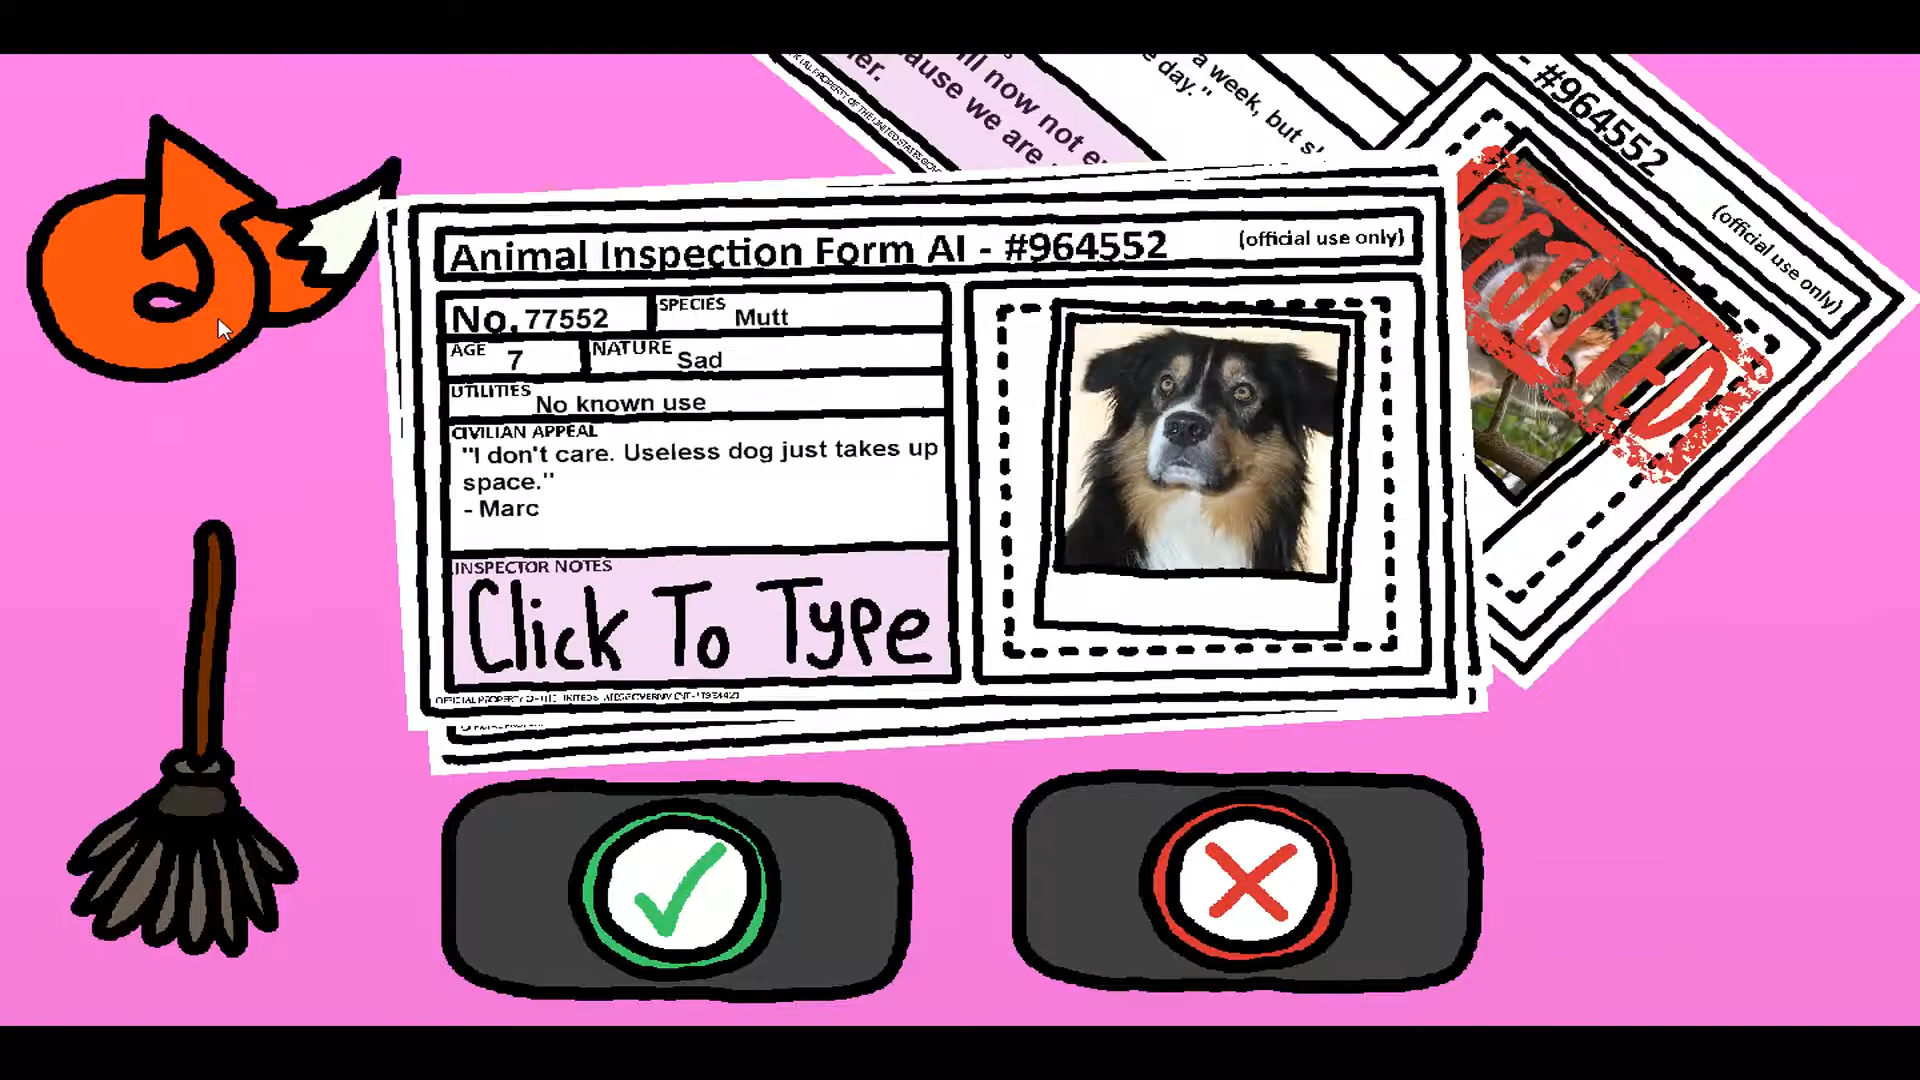 ll now not e
ause we are
er.
a week, but s'
e day."
- #964552
(official use only)
REJECTED
Animal Inspection Form AI - #964552
(official use only)
No. 77552
SPECIES Mutt
AGE 7
NATURE Sad
UTILITIES No known use
CIVILIAN APPEAL
"I don't care. Useless dog just takes up
space."
- Marc
INSPECTOR NOTES
Click To Type